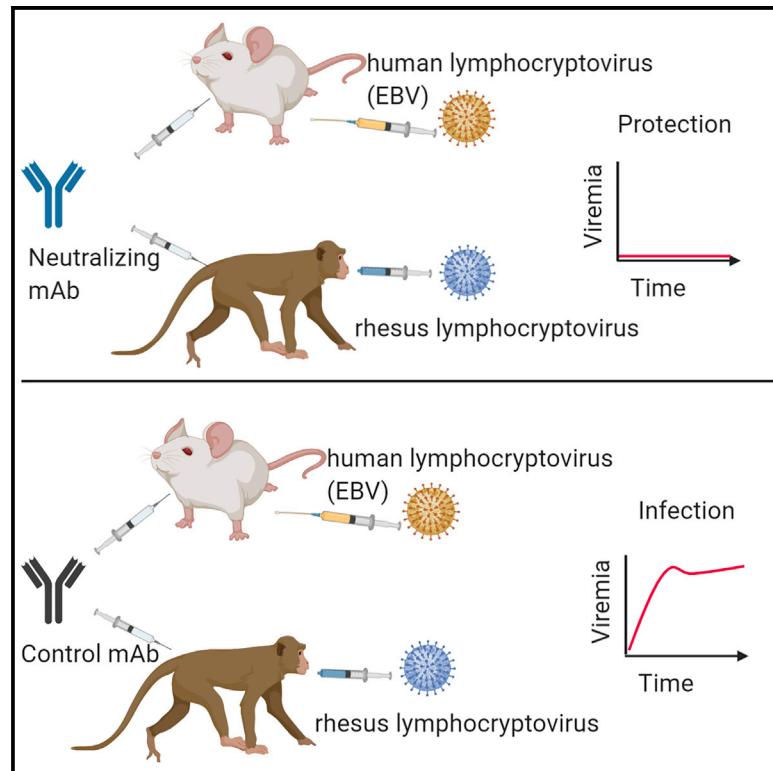 human lymphocryptovirus
(EBV)
Protection
Viremia
Time
Neutralizing
mAb
rhesus lymphocryptovirus
human lymphocryptovirus
(EBV)
Infection
Viremia
Time
Control mAb
rhesus lymphocryptovirus